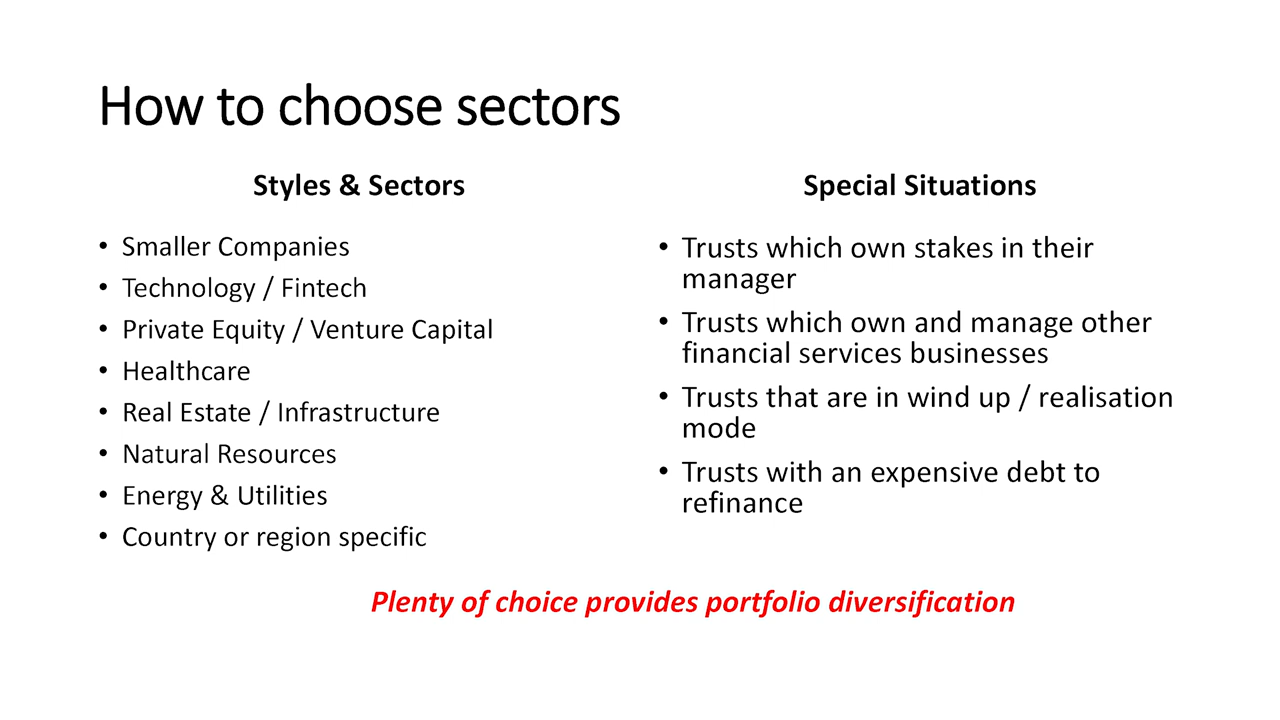 How to choose sectors
Styles & Sectors
• Smaller Companies
• Technology / Fintech
• Private Equity / Venture Capital
• Healthcare
• Real Estate / Infrastructure
• Natural Resources
• Energy & Utilities
• Country or region specific
Special Situations
• Trusts which own stakes in their
manager
• Trusts which own and manage other
financial services businesses
• Trusts that are in wind up / realisation
mode
• Trusts with an expensive debt to
refinance
Plenty of choice provides portfolio diversification